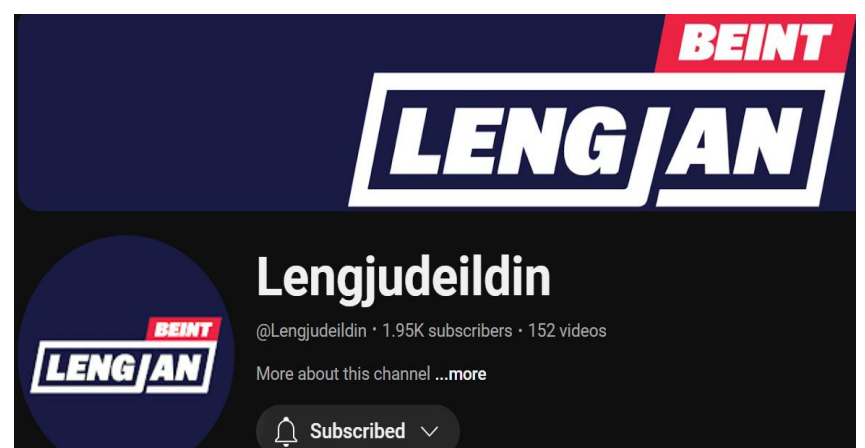 BEINT
LENGJAN
Lengjudeildin
@Lengjudeildin • 1.95K subscribers • 152 videos
BEINT
LENGJAN
More about this channel ...more
Subscribed